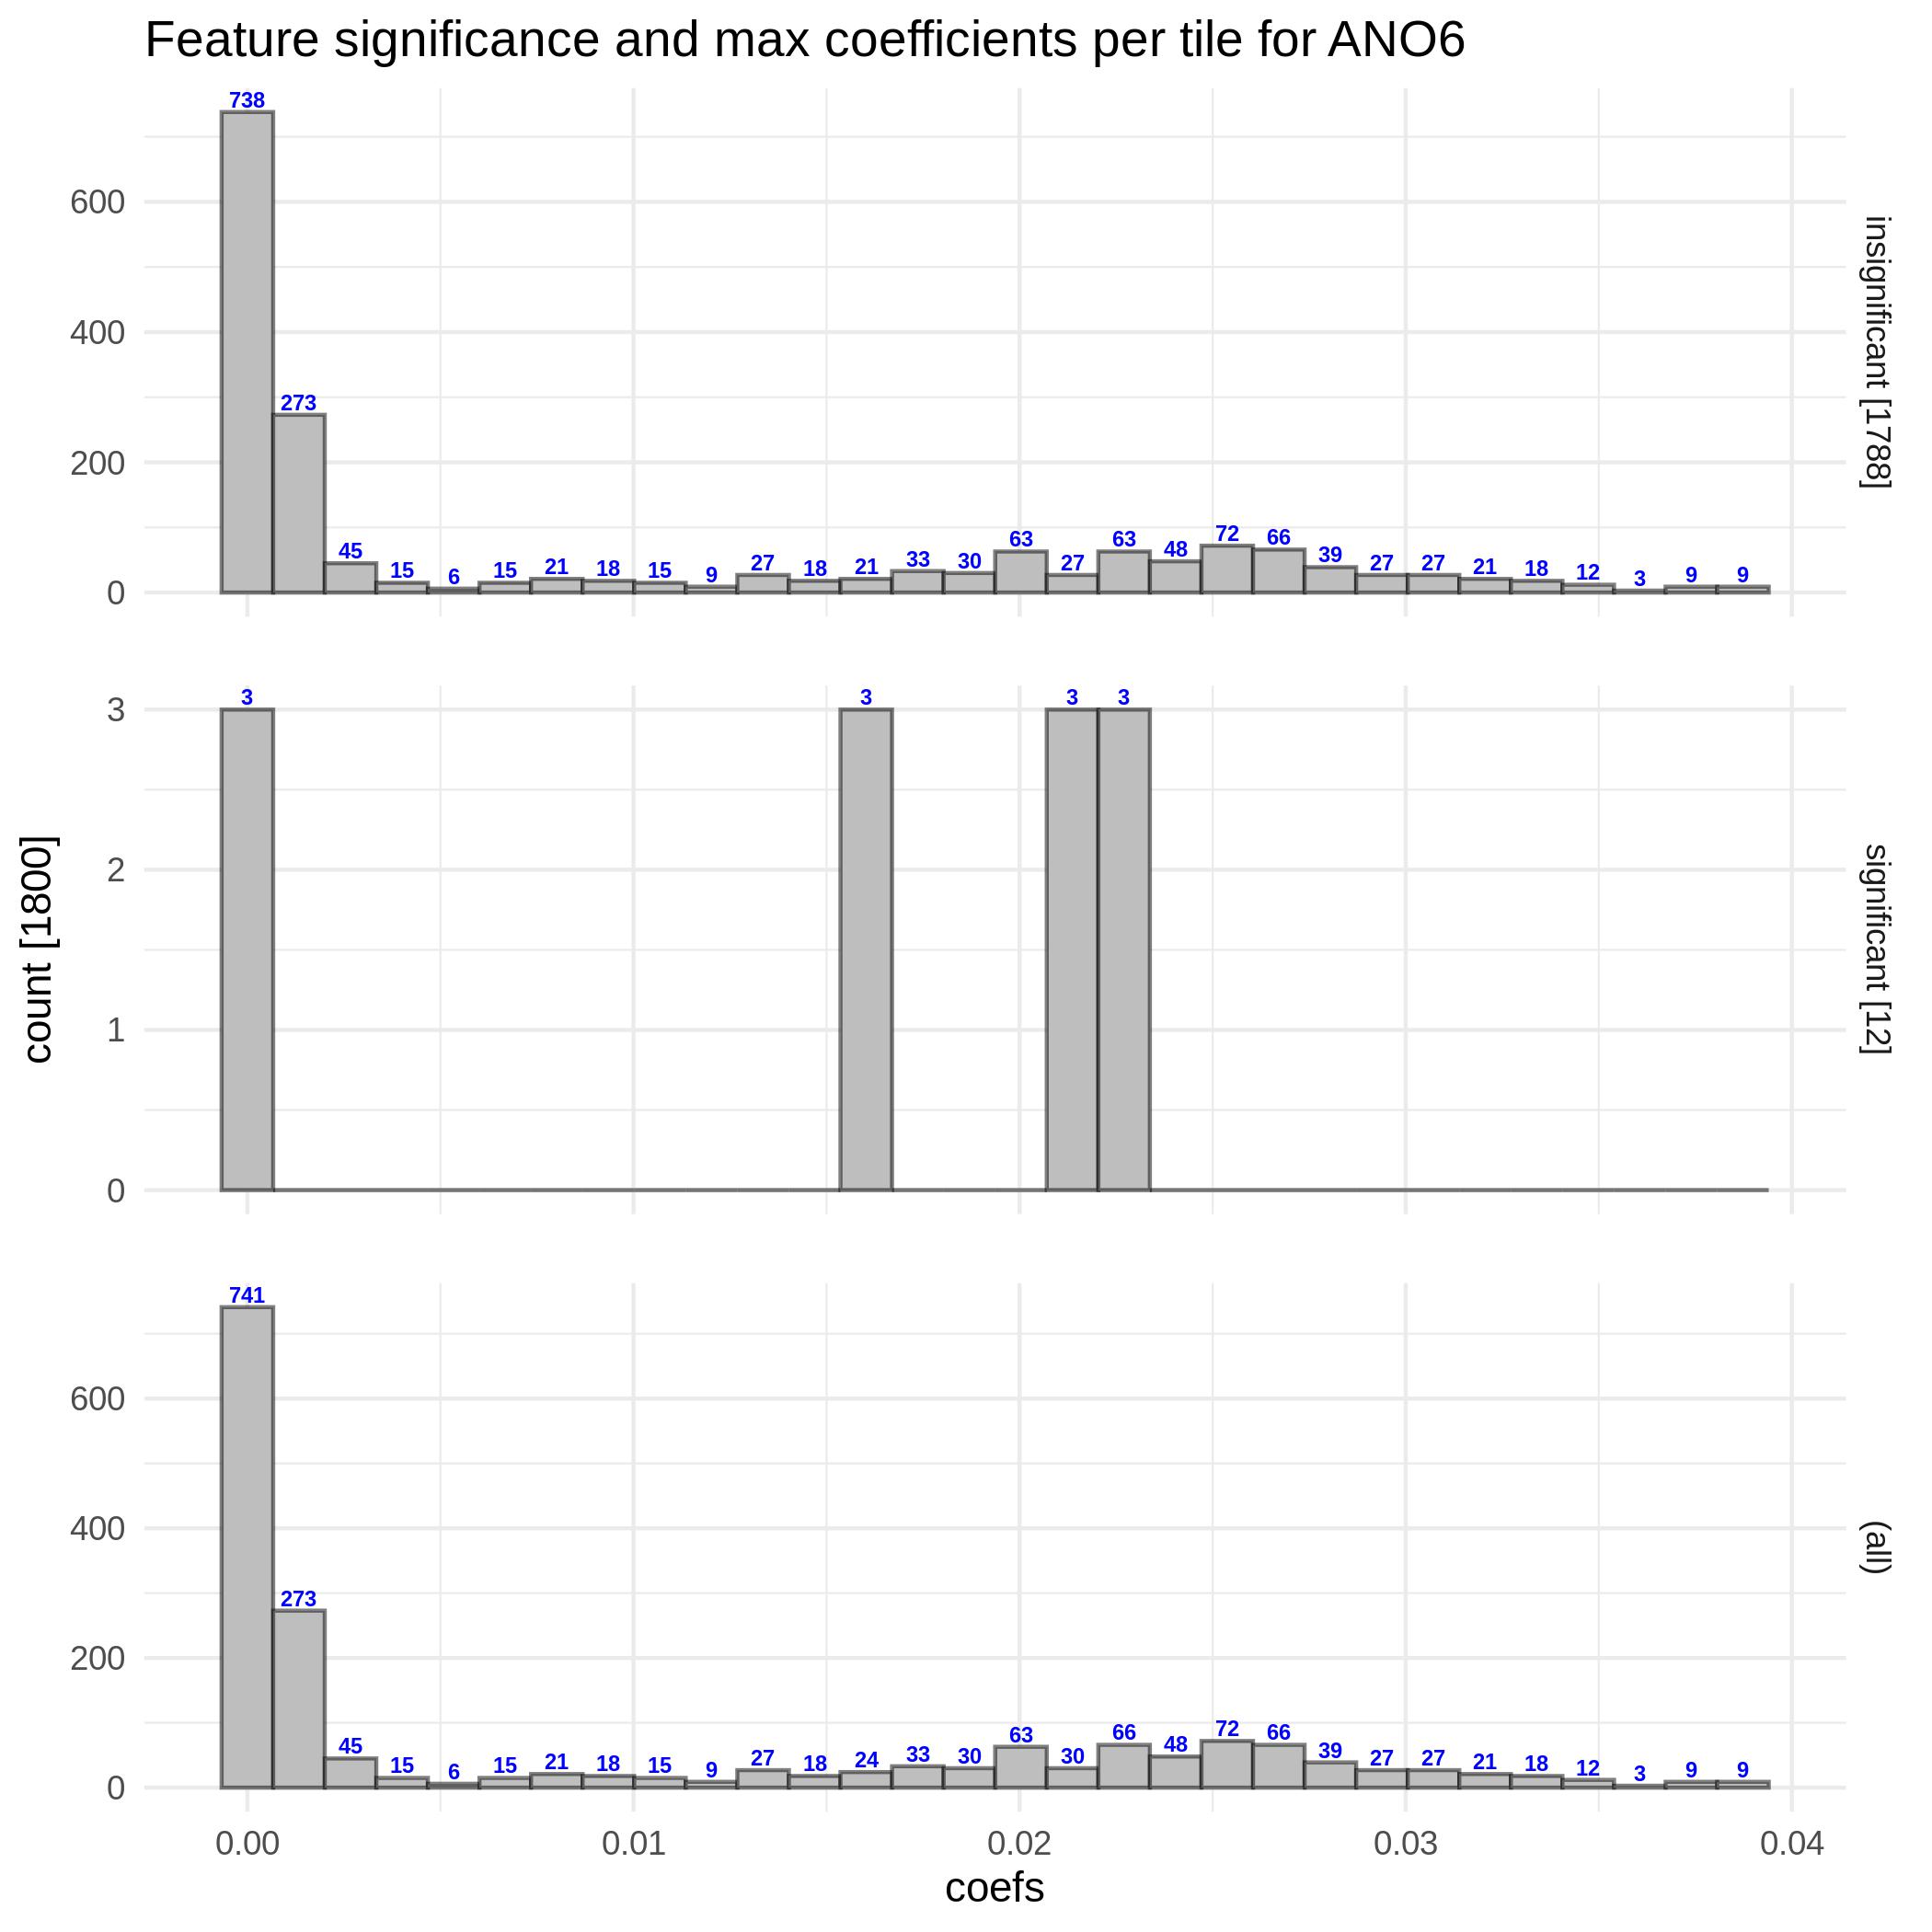 Feature significance and max coefficients per tile for ANO6
738
273
45 15 6 15 21 18 15 9 27 18 21 33 30 63 27 63 48 72 66 39 27 27 21 18 12 3 9 9
600
400
200
0
insignificant [1788]
3 3 3 3
3
2
1
0
significant [12]
count [1800]
741
273
45 15 6 15 21 18 15 9 27 18 24 33 30 63 30 66 48 72 66 39 27 27 21 18 12 3 9 9
600
400
200
0
(all)
0.00 0.01 0.02 0.03 0.04
coefs